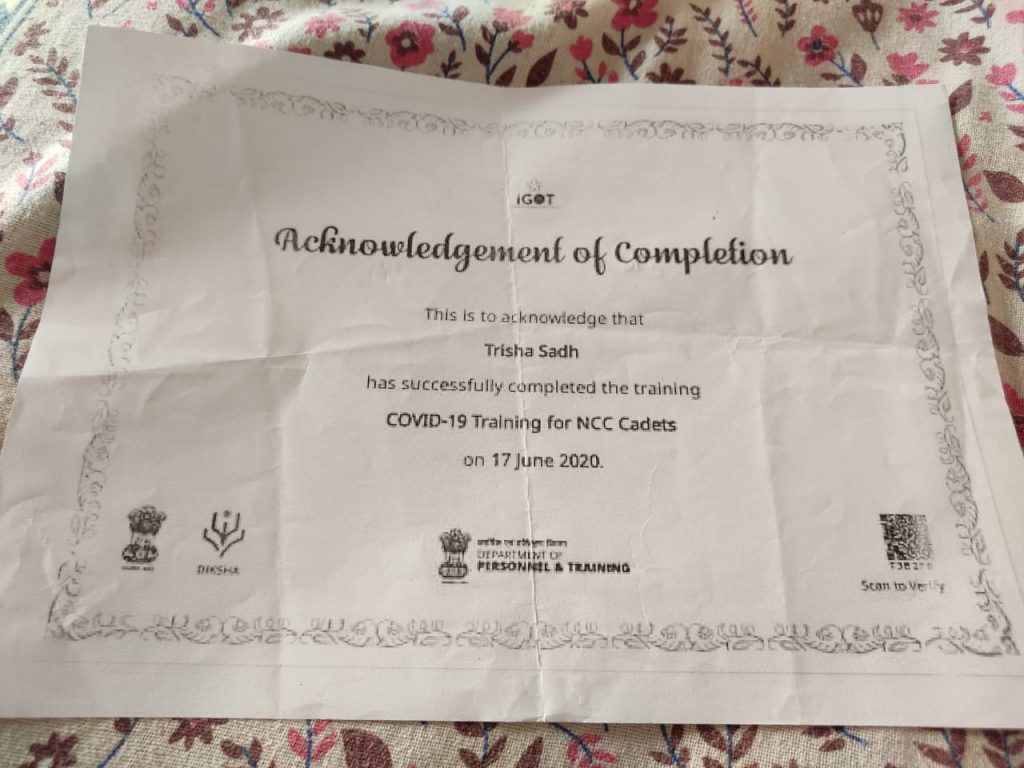 iGOT
Acknowledgement of Completion
This is to acknowledge that
Trisha Sadh
has successfully completed the training
COVID-19 Training for NCC Cadets
on 17 June 2020.
DIKSHA
DEPARTMENT OF
PERSONNEL & TRAINING
Scan to Verify